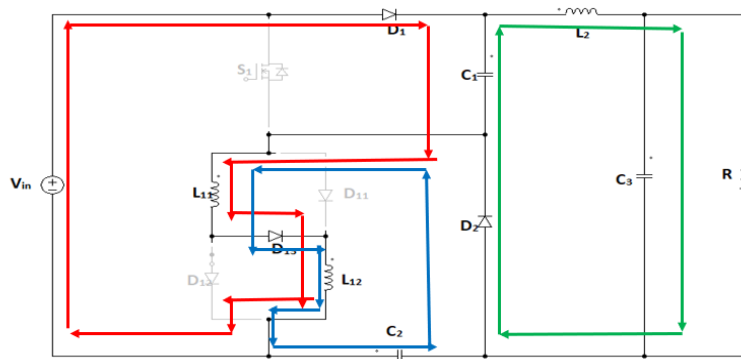 D₁
L₂
S₁
C₁
Vin
L₁₁
D₁₁
C₃
R
D₂
D₁₃
D₁₂
L₁₂
C₂